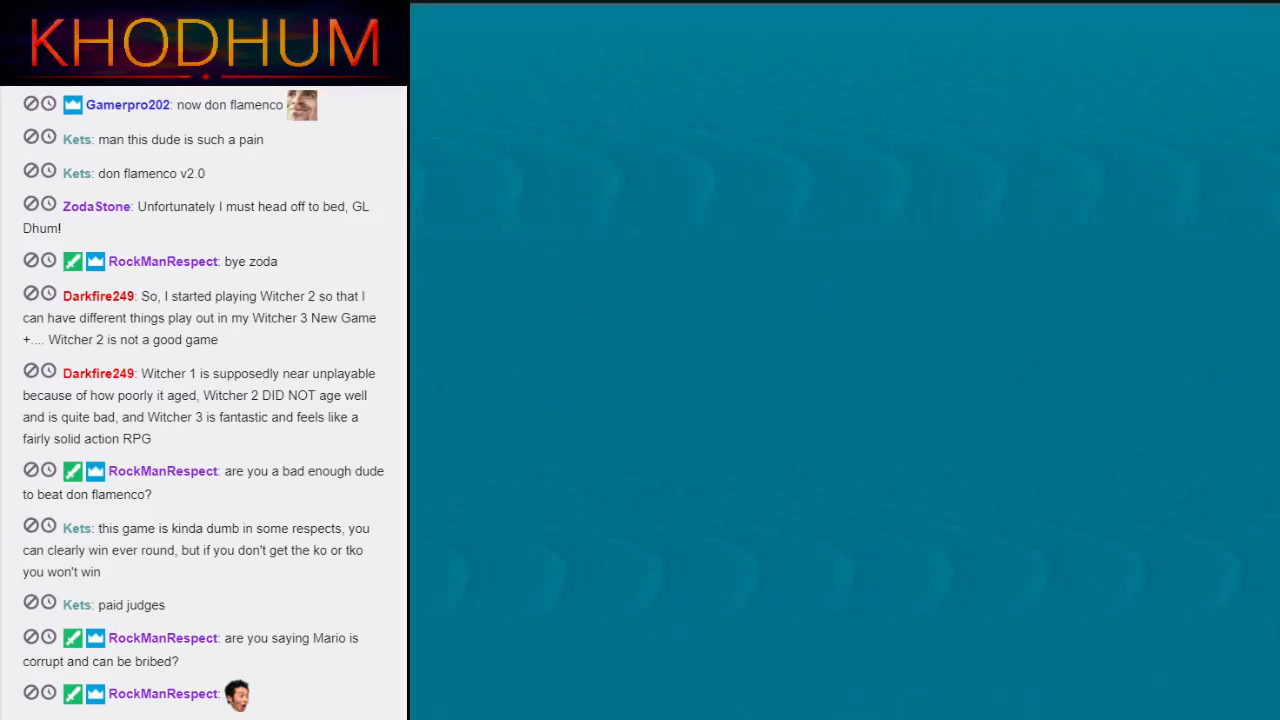 KHODHUM
Gamerpro202: now don flamenco
Kets: man this dude is such a pain
Kets: don flamenco v2.0
ZodaStone: Unfortunately I must head off to bed, GL
Dhum!
RockManRespect: bye zoda
Darkfire249: So, I started playing Witcher 2 so that I
can have different things play out in my Witcher 3 New Game
+.... Witcher 2 is not a good game
Darkfire249: Witcher 1 is supposedly near unplayable
because of how poorly it aged, Witcher 2 DID NOT age well
and is quite bad, and Witcher 3 is fantastic and feels like a
fairly solid action RPG
RockManRespect: are you a bad enough dude
to beat don flamenco?
Kets: this game is kinda dumb in some respects, you
can clearly win ever round, but if you don't get the ko or tko
you won't win
Kets: paid judges
RockManRespect: are you saying Mario is
corrupt and can be bribed?
RockManRespect: